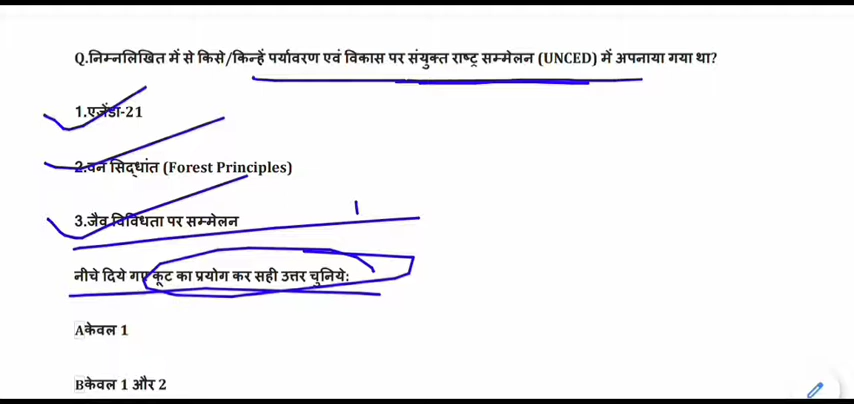 Q.निम्नलिखित में से किसे/किन्हें पर्यावरण एवं विकास पर संयुक्त राष्ट्र सम्मेलन (UNCED) में अपनाया गया था?
1.एजेंडा-21
2.वन सिद्धांत (Forest Principles)
3.जैव विविधता पर सम्मेलन
नीचे दिये गए कूट का प्रयोग कर सही उत्तर चुनिये:
Aकेवल 1
Bकेवल 1 और 2